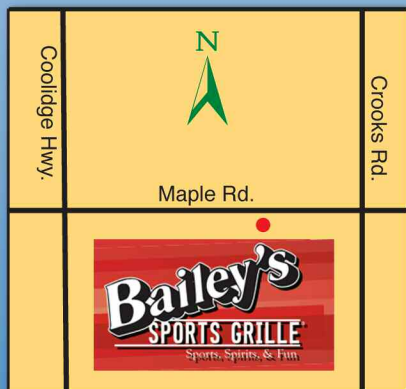 N
Coolidge Hwy.
Crooks Rd.
Maple Rd.
Bailey's
SPORTS GRILLE
Sports, Spirits, & Fun